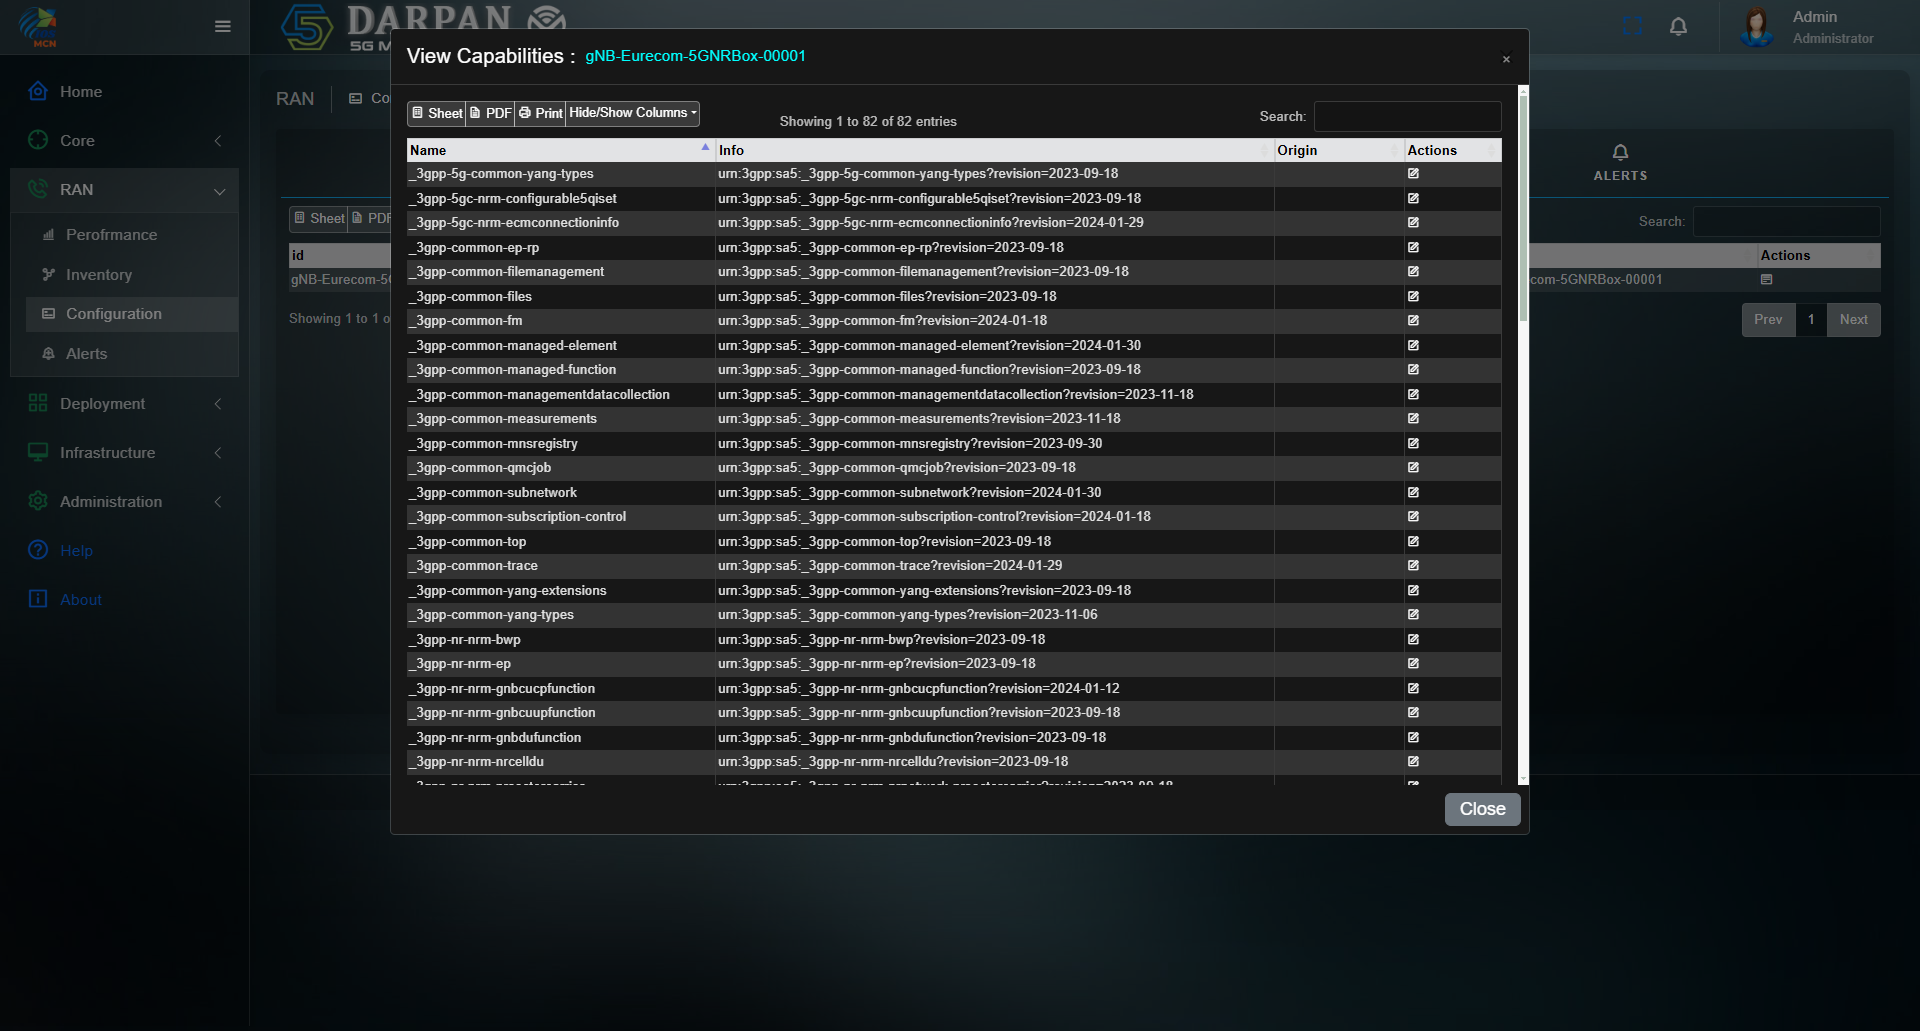 MCN
DARPAN
5G M
Admin
Administrator
Home
Core
RAN
Perofrmance
Inventory
Configuration
Alerts
Deployment
Infrastructure
Administration
Help
About
RAN
Co
Sheet PDF
id
gNB-Eurecom-5G
Showing 1 to 1 o
ALERTS
Search:
Actions
com-5GNRBox-00001
Prev 1 Next
View Capabilities : gNB-Eurecom-5GNRBox-00001
×
Sheet PDF Print Hide/Show Columns
Showing 1 to 82 of 82 entries
Search:
Name Info Origin Actions
_3gpp-5g-common-yang-types urn:3gpp:sa5:_3gpp-5g-common-yang-types?revision=2023-09-18
_3gpp-5gc-nrm-configurable5qiset urn:3gpp:sa5:_3gpp-5gc-nrm-configurable5qiset?revision=2023-09-18
_3gpp-5gc-nrm-ecmconnectioninfo urn:3gpp:sa5:_3gpp-5gc-nrm-ecmconnectioninfo?revision=2024-01-29
_3gpp-common-ep-rp urn:3gpp:sa5:_3gpp-common-ep-rp?revision=2023-09-18
_3gpp-common-filemanagement urn:3gpp:sa5:_3gpp-common-filemanagement?revision=2023-09-18
_3gpp-common-files urn:3gpp:sa5:_3gpp-common-files?revision=2023-09-18
_3gpp-common-fm urn:3gpp:sa5:_3gpp-common-fm?revision=2024-01-18
_3gpp-common-managed-element urn:3gpp:sa5:_3gpp-common-managed-element?revision=2024-01-30
_3gpp-common-managed-function urn:3gpp:sa5:_3gpp-common-managed-function?revision=2023-09-18
_3gpp-common-managementdatacollection urn:3gpp:sa5:_3gpp-common-managementdatacollection?revision=2023-11-18
_3gpp-common-measurements urn:3gpp:sa5:_3gpp-common-measurements?revision=2023-11-18
_3gpp-common-mnsregistry urn:3gpp:sa5:_3gpp-common-mnsregistry?revision=2023-09-30
_3gpp-common-qmcjob urn:3gpp:sa5:_3gpp-common-qmcjob?revision=2023-09-18
_3gpp-common-subnetwork urn:3gpp:sa5:_3gpp-common-subnetwork?revision=2024-01-30
_3gpp-common-subscription-control urn:3gpp:sa5:_3gpp-common-subscription-control?revision=2024-01-18
_3gpp-common-top urn:3gpp:sa5:_3gpp-common-top?revision=2023-09-18
_3gpp-common-trace urn:3gpp:sa5:_3gpp-common-trace?revision=2024-01-29
_3gpp-common-yang-extensions urn:3gpp:sa5:_3gpp-common-yang-extensions?revision=2023-09-18
_3gpp-common-yang-types urn:3gpp:sa5:_3gpp-common-yang-types?revision=2023-11-06
_3gpp-nr-nrm-bwp urn:3gpp:sa5:_3gpp-nr-nrm-bwp?revision=2023-09-18
_3gpp-nr-nrm-ep urn:3gpp:sa5:_3gpp-nr-nrm-ep?revision=2023-09-18
_3gpp-nr-nrm-gnbcucpfunction urn:3gpp:sa5:_3gpp-nr-nrm-gnbcucpfunction?revision=2024-01-12
_3gpp-nr-nrm-gnbcuupfunction urn:3gpp:sa5:_3gpp-nr-nrm-gnbcuupfunction?revision=2023-09-18
_3gpp-nr-nrm-gnbdufunction urn:3gpp:sa5:_3gpp-nr-nrm-gnbdufunction?revision=2023-09-18
_3gpp-nr-nrm-nrcelldu urn:3gpp:sa5:_3gpp-nr-nrm-nrcelldu?revision=2023-09-18
Close